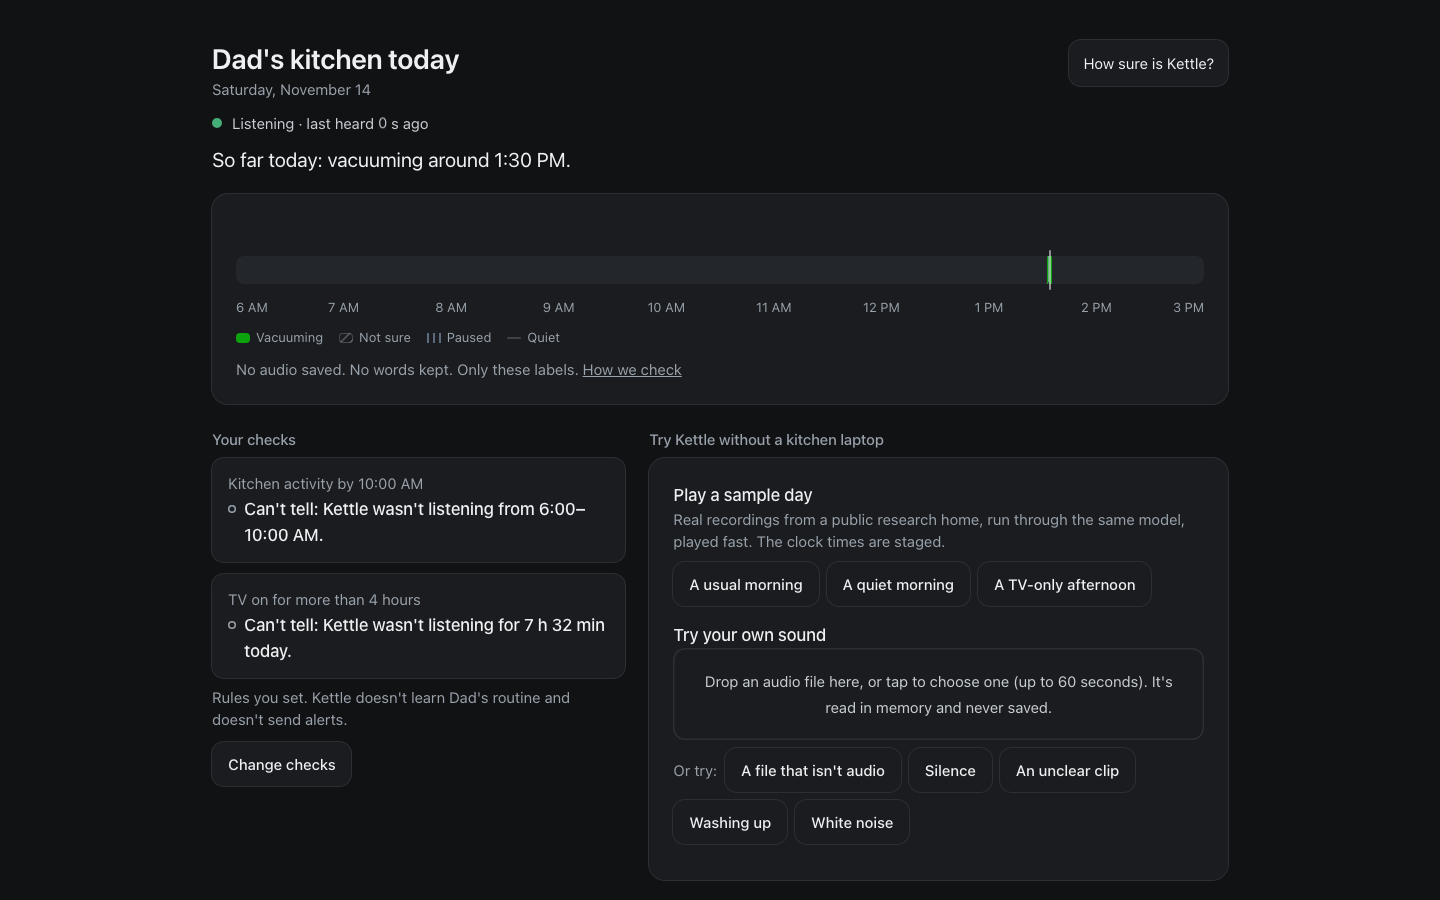 Dad's kitchen today
How sure is Kettle?
Saturday, November 14
Listening · last heard 0 s ago
So far today: vacuuming around 1:30 PM.
6 AM 7 AM 8 AM 9 AM 10 AM 11 AM 12 PM 1 PM 2 PM 3 PM
Vacuuming Not sure Paused Quiet
No audio saved. No words kept. Only these labels. How we check
Your checks
Kitchen activity by 10:00 AM
Can't tell: Kettle wasn't listening from 6:00–
10:00 AM.
TV on for more than 4 hours
Can't tell: Kettle wasn't listening for 7 h 32 min
today.
Rules you set. Kettle doesn't learn Dad's routine and
doesn't send alerts.
Change checks
Try Kettle without a kitchen laptop
Play a sample day
Real recordings from a public research home, run through the same model,
played fast. The clock times are staged.
A usual morning A quiet morning A TV-only afternoon
Try your own sound
Drop an audio file here, or tap to choose one (up to 60 seconds). It's
read in memory and never saved.
Or try: A file that isn't audio Silence An unclear clip
Washing up White noise